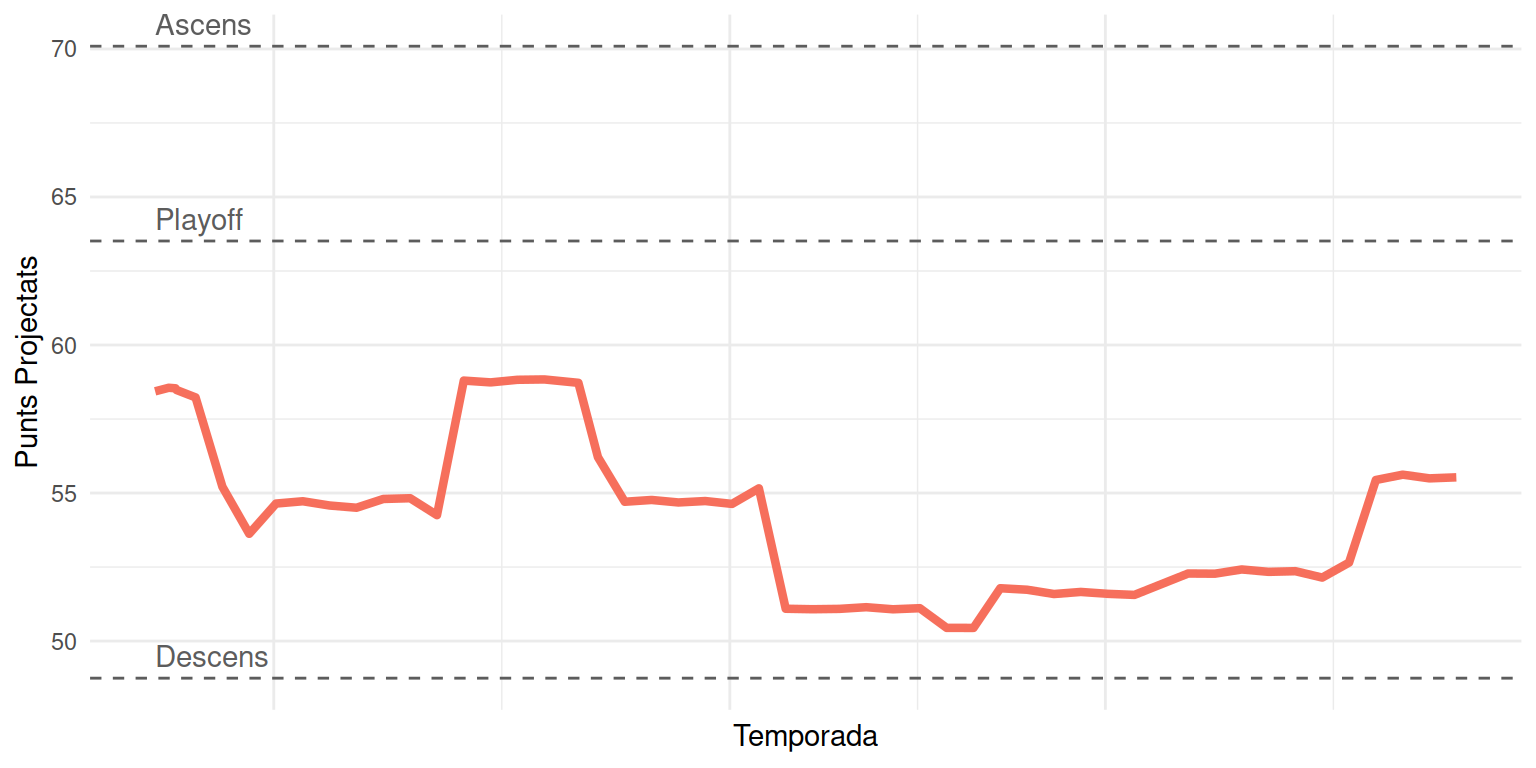 Ascens
70
65
Playoff
Punts Projectats
60
55
50
Descens
Temporada